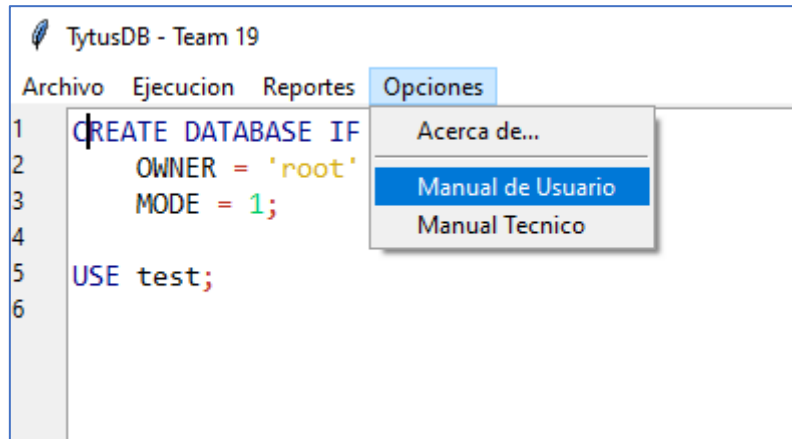 TytusDB - Team 19
Archivo Ejecucion Reportes Opciones
Acerca de...
Manual de Usuario
Manual Tecnico
1 CREATE DATABASE IF
2 OWNER = 'root'
3 MODE = 1;
4
5 USE test;
6